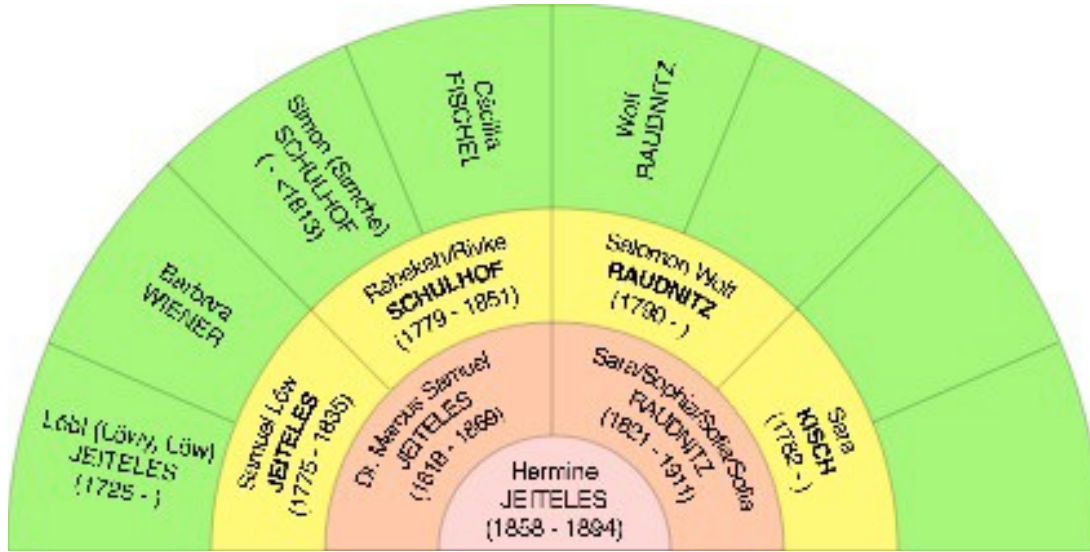 Löbl (Lövy, Löw)
JEITELES
(1725 - )
Barbara
WIENER
Simon (Simche)
SCHULHOF
( - <1813)
Cäcilia
FISCHEL
Wolf
RAUDNITZ
Samuel Löw
JEITELES
(1775 - 1835)
Rebekah/Rivke
SCHULHOF
(1779 - 1851)
Salomon Wolf
RAUDNITZ
(1790 - )
Sara
KISCH
(1782 - )
Dr. Marcus Samuel
JEITELES
(1818 - 1869)
Sara/Sophia/Sofia/Sofia
RAUDNITZ
(1821 - 1911)
Hermine
JEITELES
(1858 - 1894)